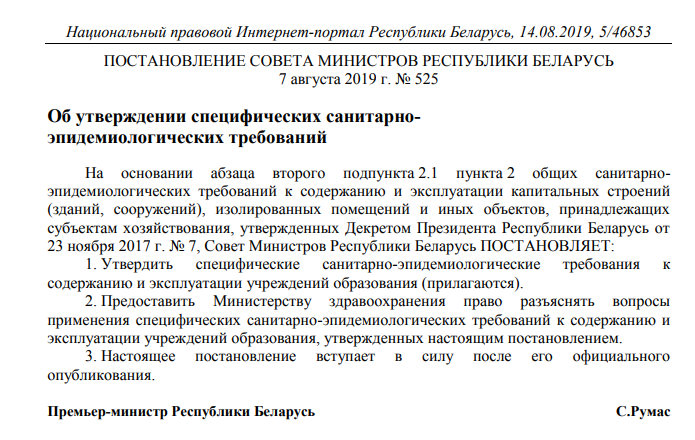 Национальный правовой Интернет-портал Республики Беларусь, 14.08.2019, 5/46853
ПОСТАНОВЛЕНИЕ СОВЕТА МИНИСТРОВ РЕСПУБЛИКИ БЕЛАРУСЬ
7 августа 2019 г. № 525
Об утверждении специфических санитарно-
эпидемиологических требований
На основании абзаца второго подпункта 2.1 пункта 2 общих санитарно-
эпидемиологических требований к содержанию и эксплуатации капитальных строений
(зданий, сооружений), изолированных помещений и иных объектов, принадлежащих
субъектам хозяйствования, утвержденных Декретом Президента Республики Беларусь от
23 ноября 2017 г. № 7, Совет Министров Республики Беларусь ПОСТАНОВЛЯЕТ:
1. Утвердить специфические санитарно-эпидемиологические требования к
содержанию и эксплуатации учреждений образования (прилагаются).
2. Предоставить Министерству здравоохранения право разъяснять вопросы
применения специфических санитарно-эпидемиологических требований к содержанию и
эксплуатации учреждений образования, утвержденных настоящим постановлением.
3. Настоящее постановление вступает в силу после его официального
опубликования.
Премьер-министр Республики Беларусь С.Румас